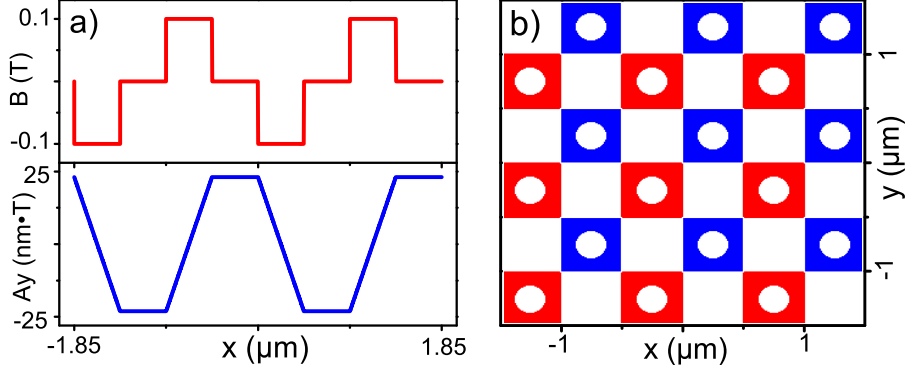 a)
0.1
B (T)
-0.1
25
Ay (nm•T)
-25
-1.85
x (μm)
1.85
b)
1
y (μm)
-1
-1
x (μm)
1